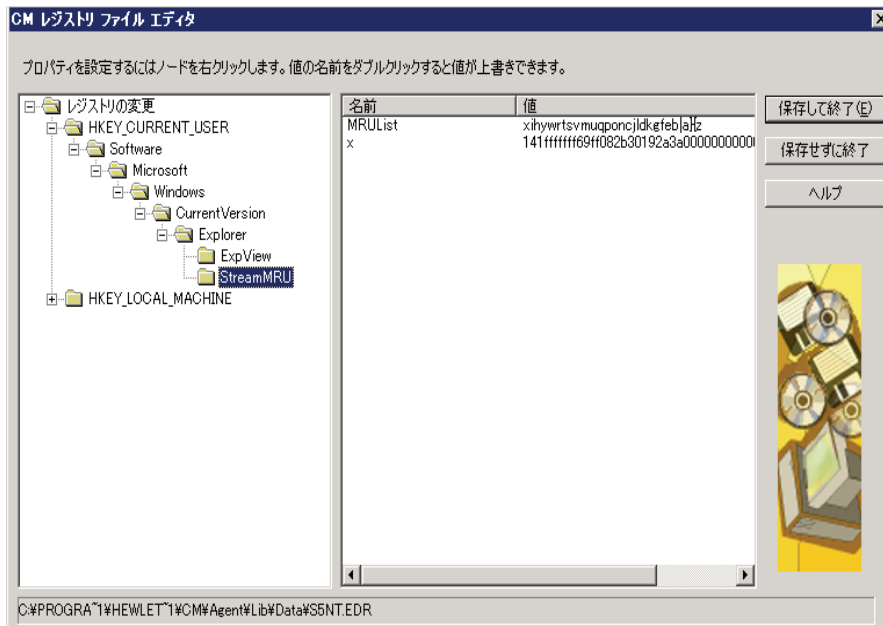 CM レジストリ ファイル エディタ
プロパティを設定するにはノードを右クリックします。値の名前をダブルクリックすると値が上書きできます。
レジストリの変更
HKEY_CURRENT_USER
Software
Microsoft
Windows
CurrentVersion
Explorer
ExpView
StreamMRU
HKEY_LOCAL_MACHINE
名前 値
MRUList
x
保存して終了(E)
保存せずに終了
ヘルプ
C:¥PROGRA~1¥HEWLET~1¥CM¥Agent¥Lib¥Data¥S5NT.EDR